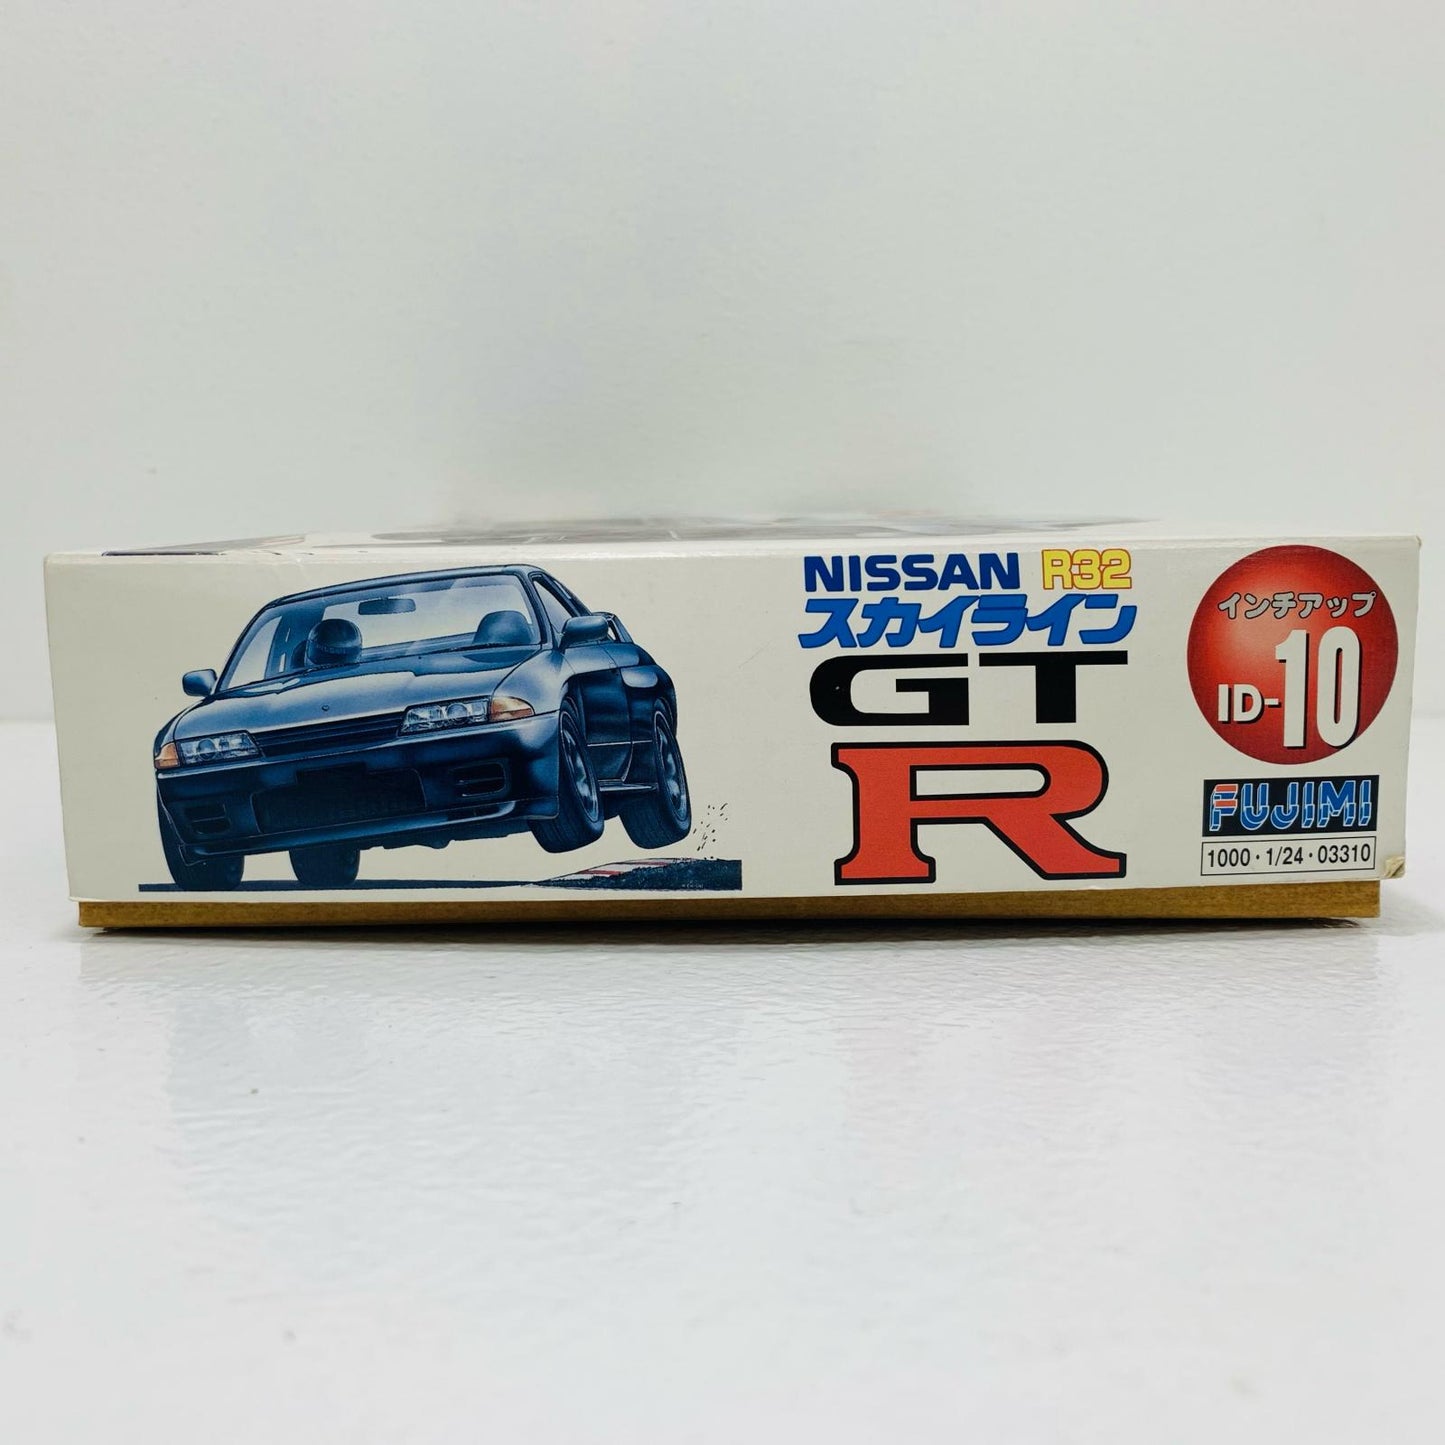 NISSAN R32
スカイライン
GT
R
インチアップ
ID-10
FUJIMI
1000・1/24・03310